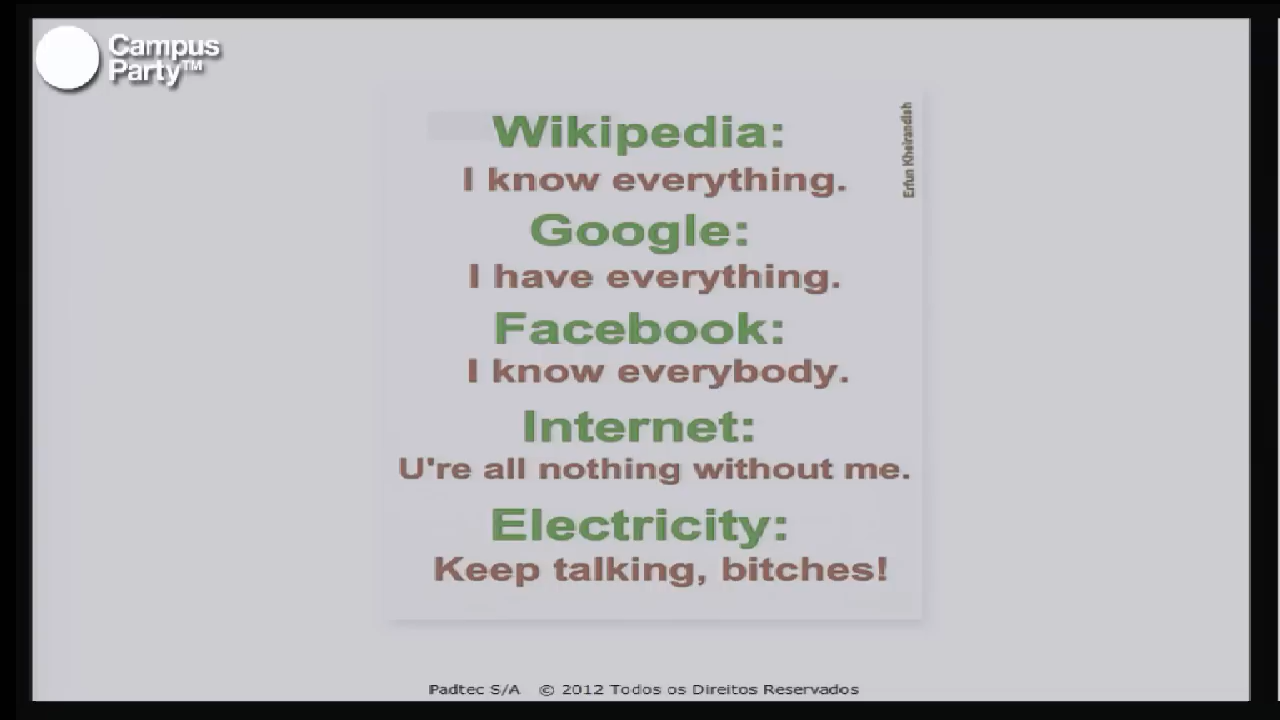 Campus
Party™
Wikipedia:
I know everything.
Google:
I have everything.
Facebook:
I know everybody.
Internet:
U're all nothing without me.
Electricity:
Keep talking, bitches!
Erfun Kheirandish
Padtec S/A © 2012 Todos os Direitos Reservados